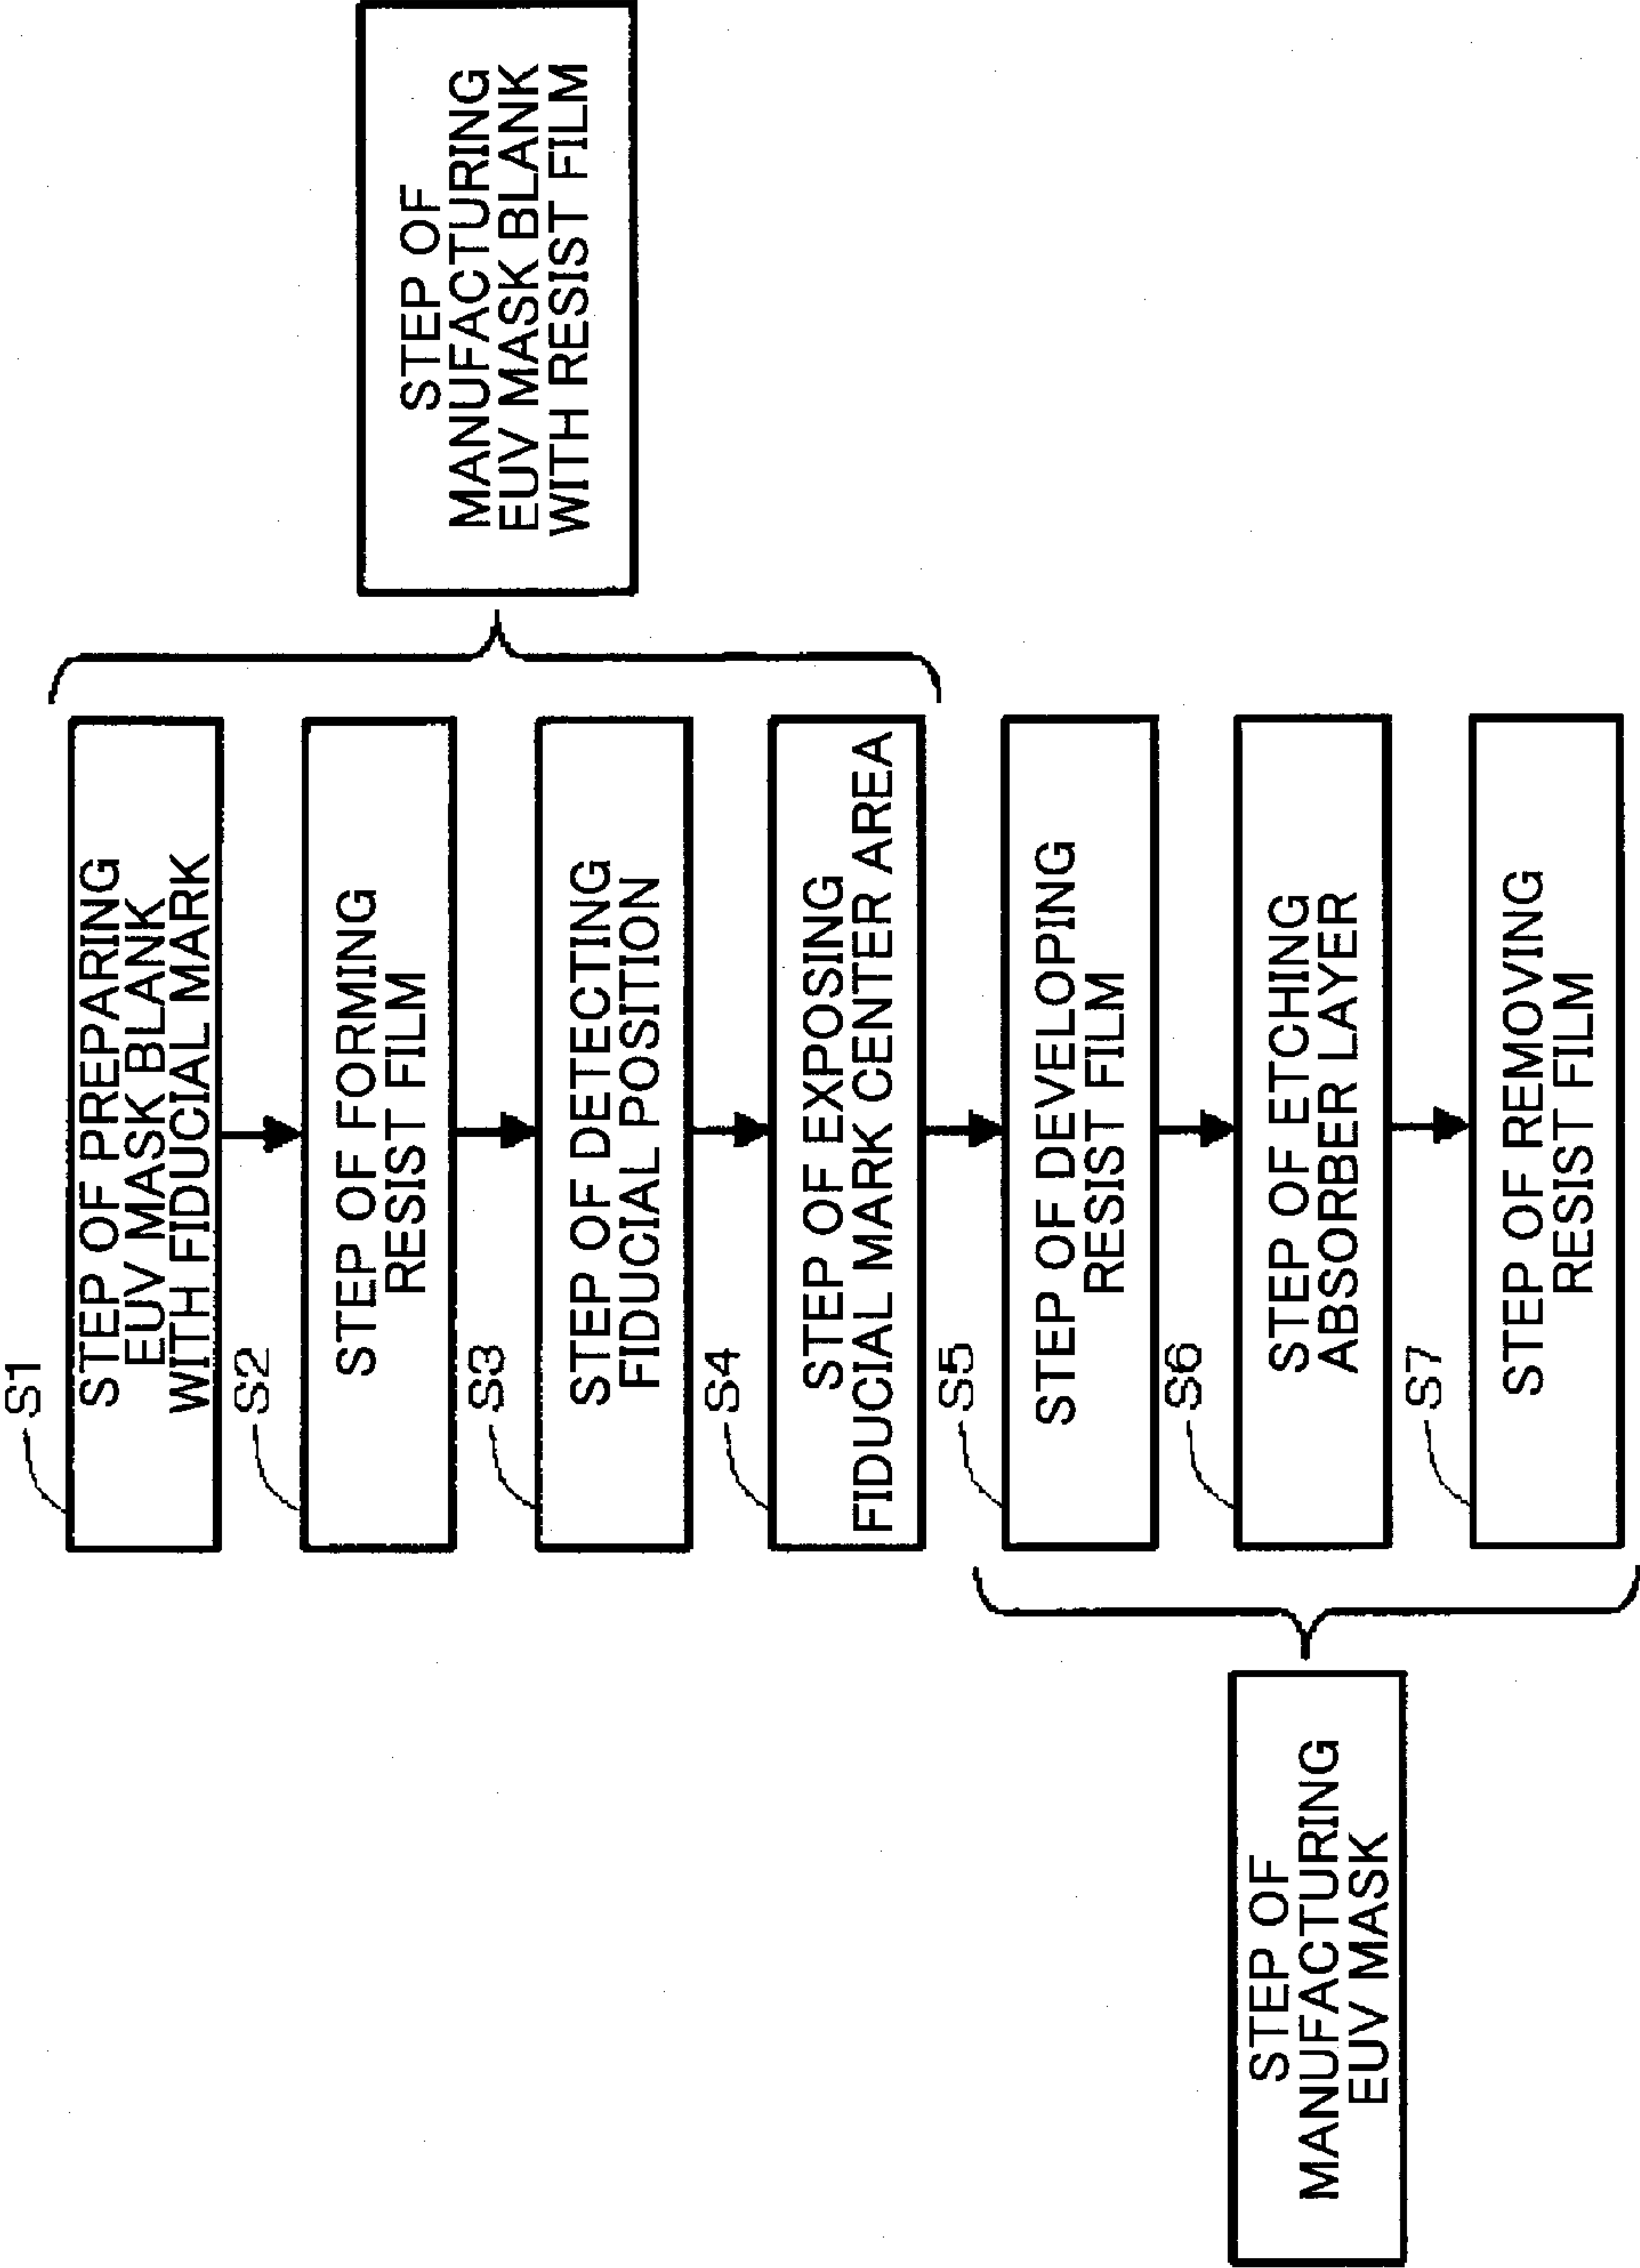 S1
STEP OF PREPARING
EUV MASK BLANK
WITH FIDUCIAL MARK
S2
STEP OF FORMING
RESIST FILM
S3
STEP OF DETECTING
FIDUCIAL POSITION
S4
STEP OF EXPOSING
FIDUCIAL MARK CENTER AREA
STEP OF
MANUFACTURING
EUV MASK BLANK
WITH RESIST FILM
S5
STEP OF DEVELOPING
RESIST FILM
S6
STEP OF ETCHING
ABSORBER LAYER
S7
STEP OF REMOVING
RESIST FILM
STEP OF
MANUFACTURING
EUV MASK